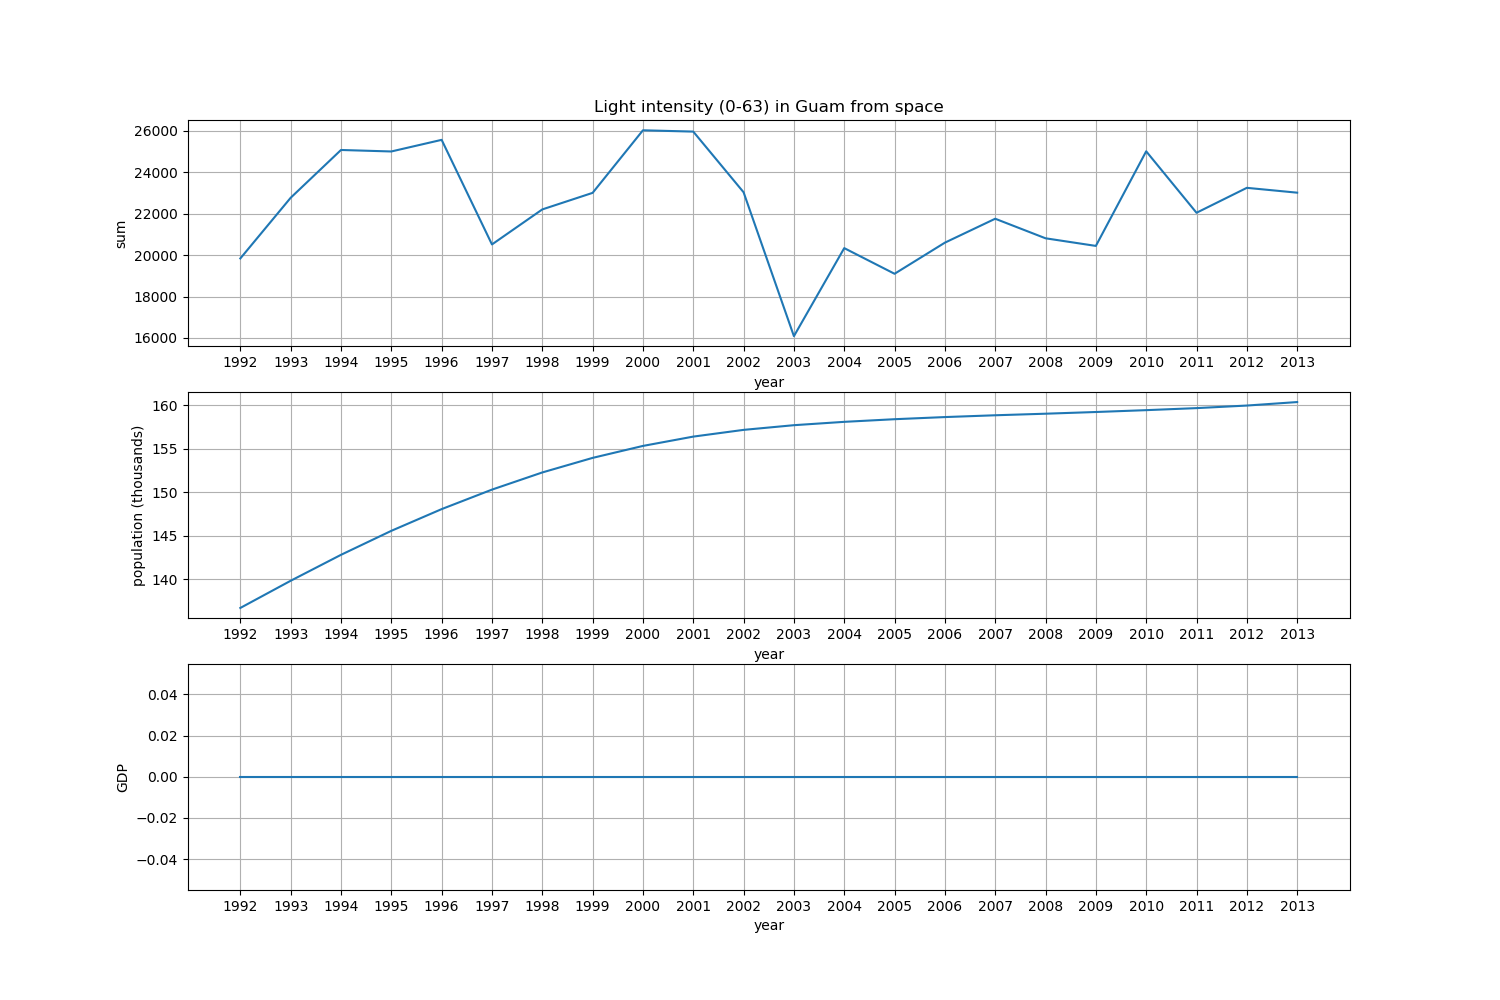 Light intensity (0-63) in Guam from space
26000
24000
22000
20000
18000
16000
sum
1992 1993 1994 1995 1996 1997 1998 1999 2000 2001 2002 2003 2004 2005 2006 2007 2008 2009 2010 2011 2012 2013
year
160
155
150
145
140
population (thousands)
1992 1993 1994 1995 1996 1997 1998 1999 2000 2001 2002 2003 2004 2005 2006 2007 2008 2009 2010 2011 2012 2013
year
0.04
0.02
0.00
−0.02
−0.04
GDP
1992 1993 1994 1995 1996 1997 1998 1999 2000 2001 2002 2003 2004 2005 2006 2007 2008 2009 2010 2011 2012 2013
year